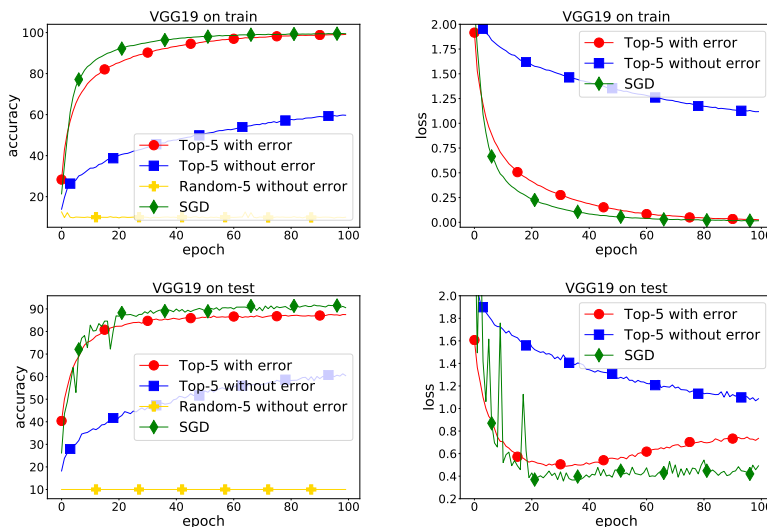 VGG19 on train
accuracy
100
80
60
40
20
0
20
40
60
80
100
epoch
Top-5 with error
Top-5 without error
Random-5 without error
SGD
VGG19 on train
loss
2.00
1.75
1.50
1.25
1.00
0.75
0.50
0.25
0.00
0
20
40
60
80
100
epoch
Top-5 with error
Top-5 without error
SGD
VGG19 on test
accuracy
90
80
70
60
50
40
30
20
10
0
20
40
60
80
100
epoch
Top-5 with error
Top-5 without error
Random-5 without error
SGD
VGG19 on test
loss
2.0
1.8
1.6
1.4
1.2
1.0
0.8
0.6
0.4
0.2
0
20
40
60
80
100
epoch
Top-5 with error
Top-5 without error
SGD